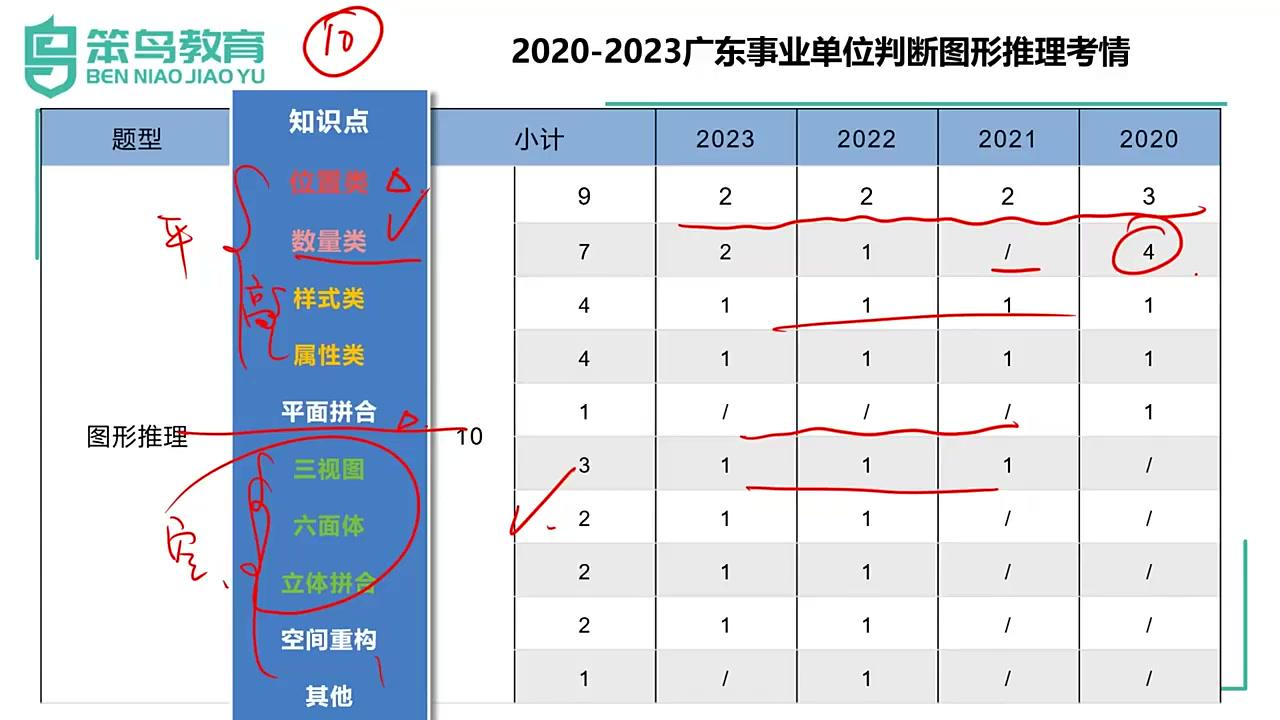 笨鸟教育
BEN NIAO JIAO YU
10
2020-2023广东事业单位判断图形推理考情
题型 知识点 小计 2023 2022 2021 2020
位置类 9 2 2 2 3
数量类 7 2 1 / 4
样式类 4 1 1 1 1
属性类 4 1 1 1 1
平面拼合 1 / / / 1
图形推理 10
三视图 3 1 1 1 /
六面体 2 1 1 / /
立体拼合 2 1 1 / /
空间重构 2 1 1 / /
其他 1 / 1 / /
平
高